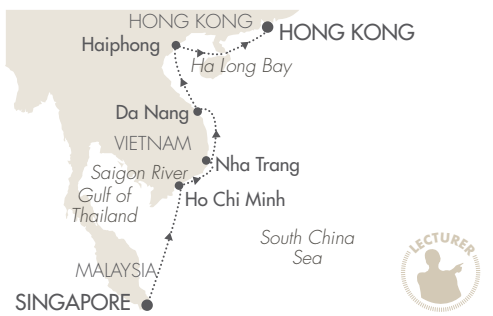 HONG KONG
HONG KONG
Haiphong
Ha Long Bay
Da Nang
VIETNAM
Nha Trang
Saigon River
Ho Chi Minh
Gulf of
Thailand
South China
Sea
LECTURER
MALAYSIA
SINGAPORE